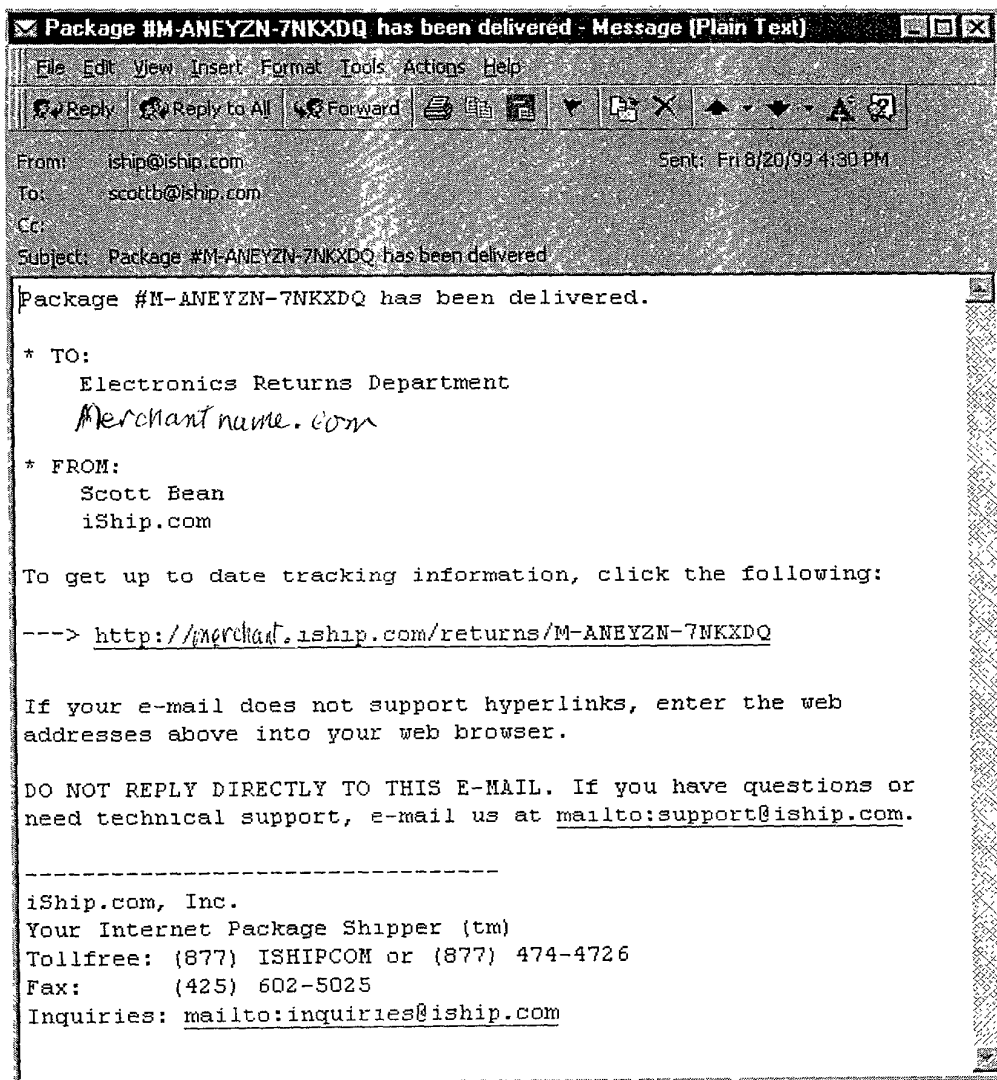 Package #M-ANEYZN-7NKXDQ has been delivered - Message (Plain Text)
File Edit View Insert Format Tools Actions Help
Reply Reply to All Forward
From: iship@iship.com Sent: Fri 8/20/99 4:30 PM
To: scottb@iship.com
Cc:
Subject: Package #M-ANEYZN-7NKXDQ has been delivered
Package #M-ANEYZN-7NKXDQ has been delivered.
* TO:
Electronics Returns Department
Merchantname.com
* FROM:
Scott Bean
iShip.com
To get up to date tracking information, click the following:
---> http://merchant.iship.com/returns/M-ANEYZN-7NKXDQ
If your e-mail does not support hyperlinks, enter the web
addresses above into your web browser.
DO NOT REPLY DIRECTLY TO THIS E-MAIL. If you have questions or
need technical support, e-mail us at mailto:support@iship.com.
---------------------------------
iShip.com, Inc.
Your Internet Package Shipper (tm)
Tollfree: (877) ISHIPCOM or (877) 474-4726
Fax: (425) 602-5025
Inquiries: mailto:inquiries@iship.com